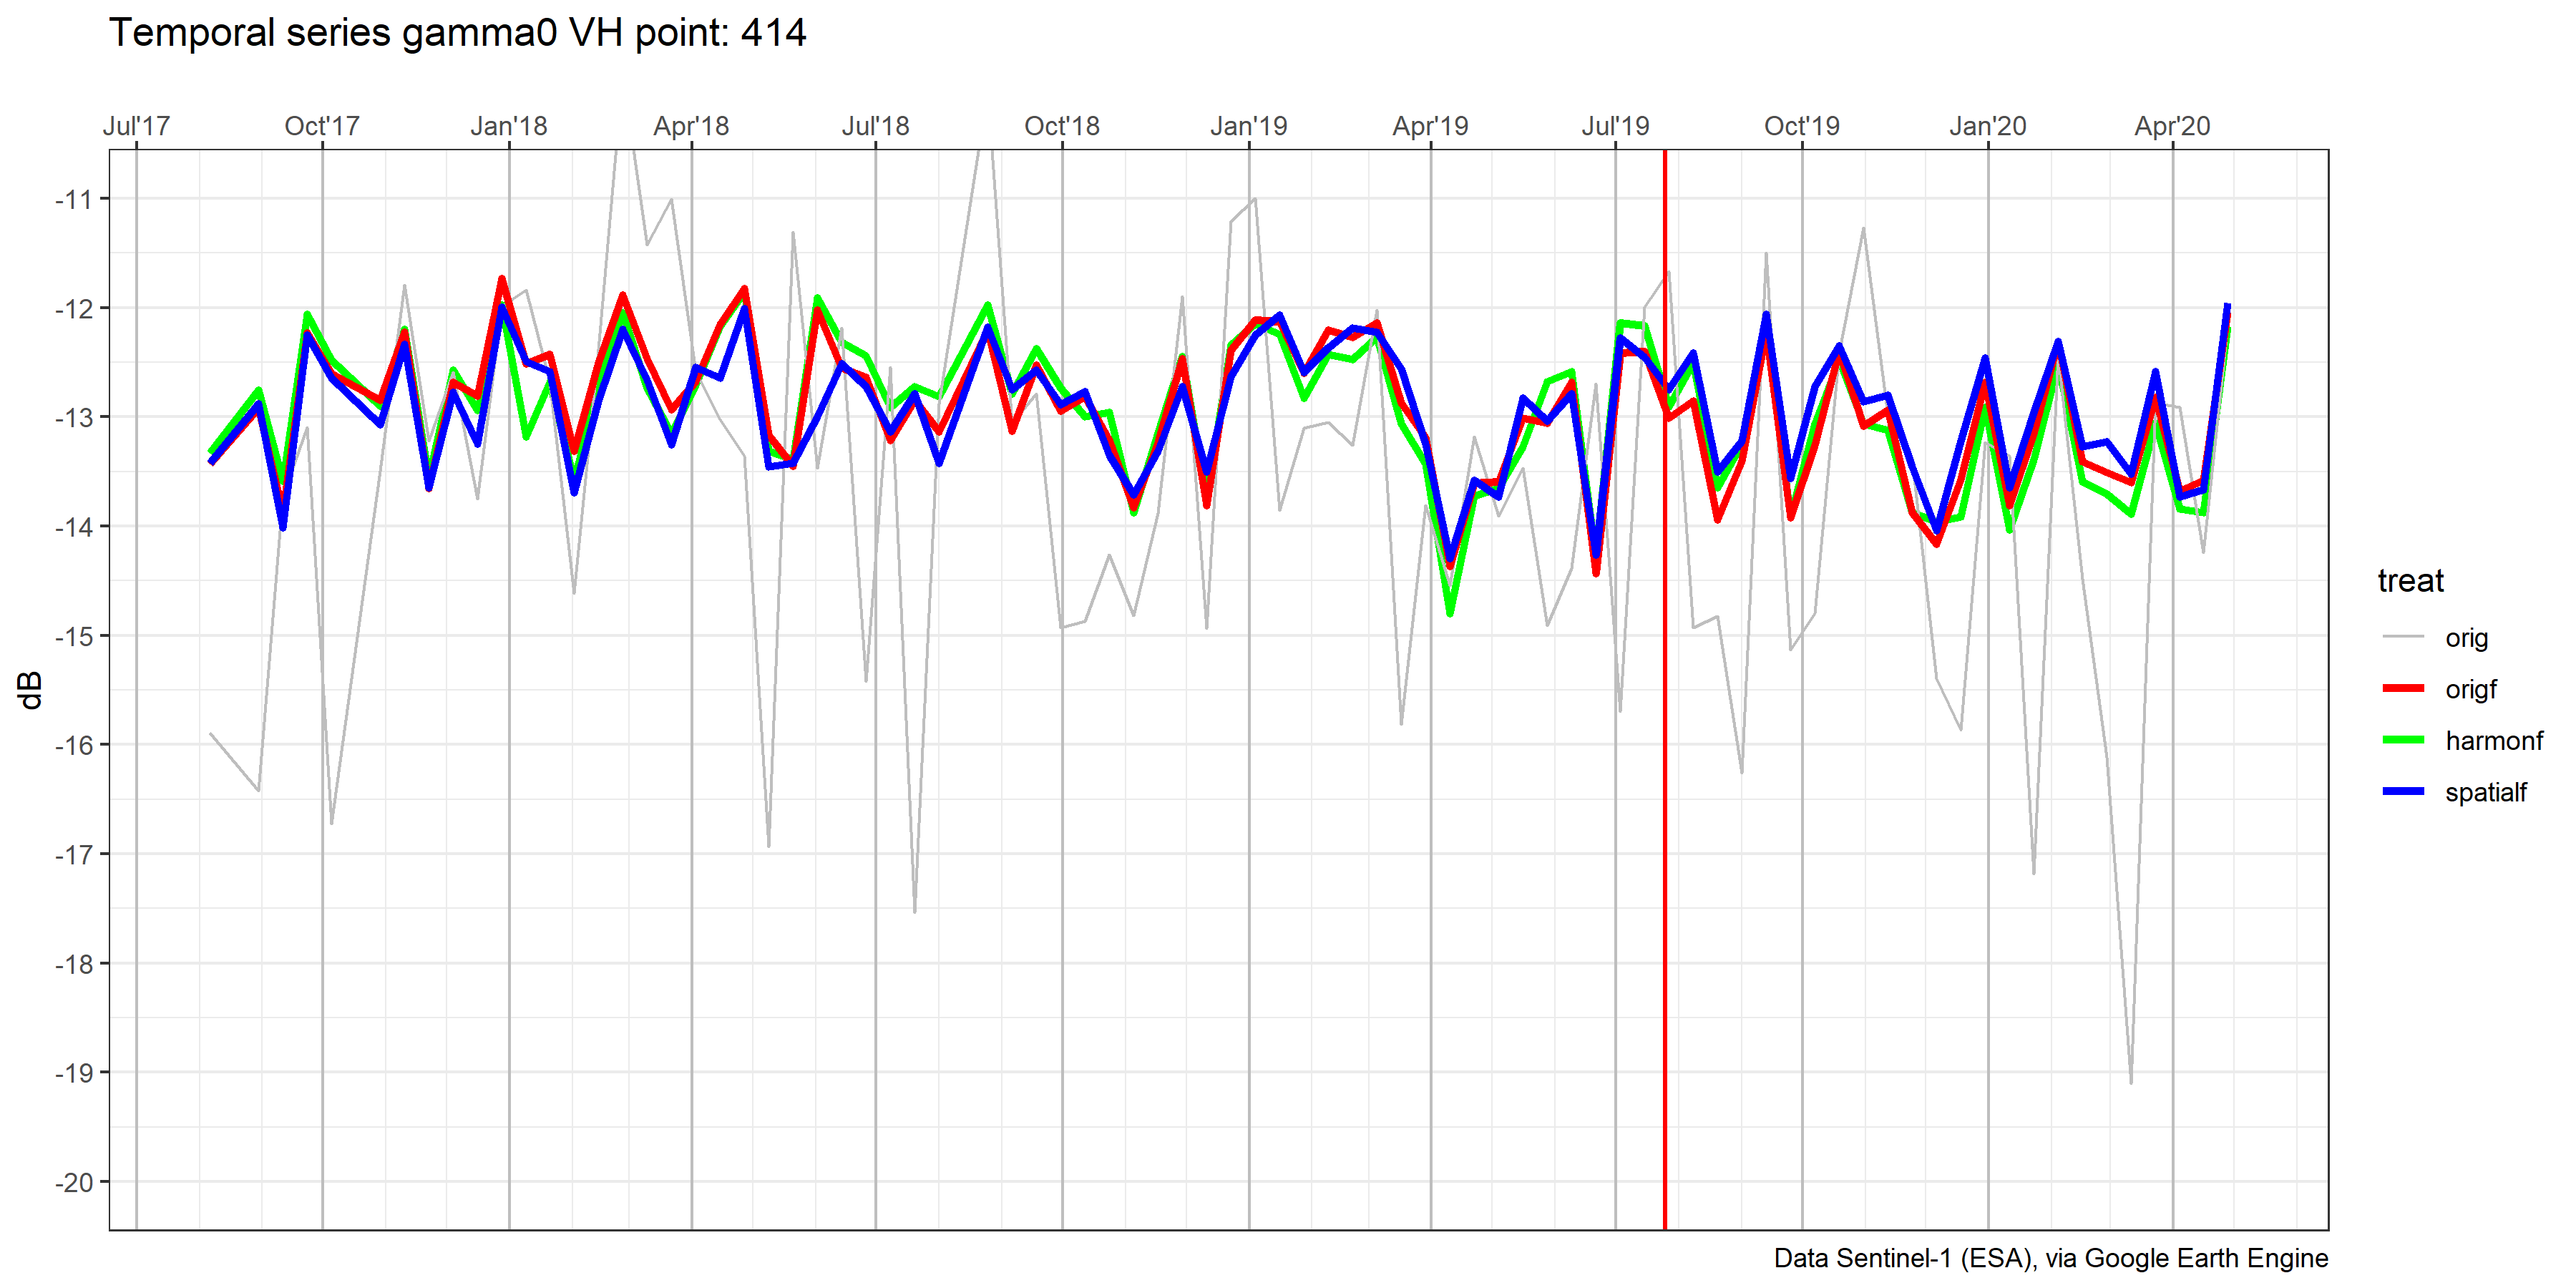 Temporal series gamma0 VH point: 414
Jul'17 Oct'17 Jan'18 Apr'18 Jul'18 Oct'18 Jan'19 Apr'19 Jul'19 Oct'19 Jan'20 Apr'20
-11
-12
-13
-14
-15
-16
-17
-18
-19
-20
dB
treat
orig
origf
harmonf
spatialf
Data Sentinel-1 (ESA), via Google Earth Engine